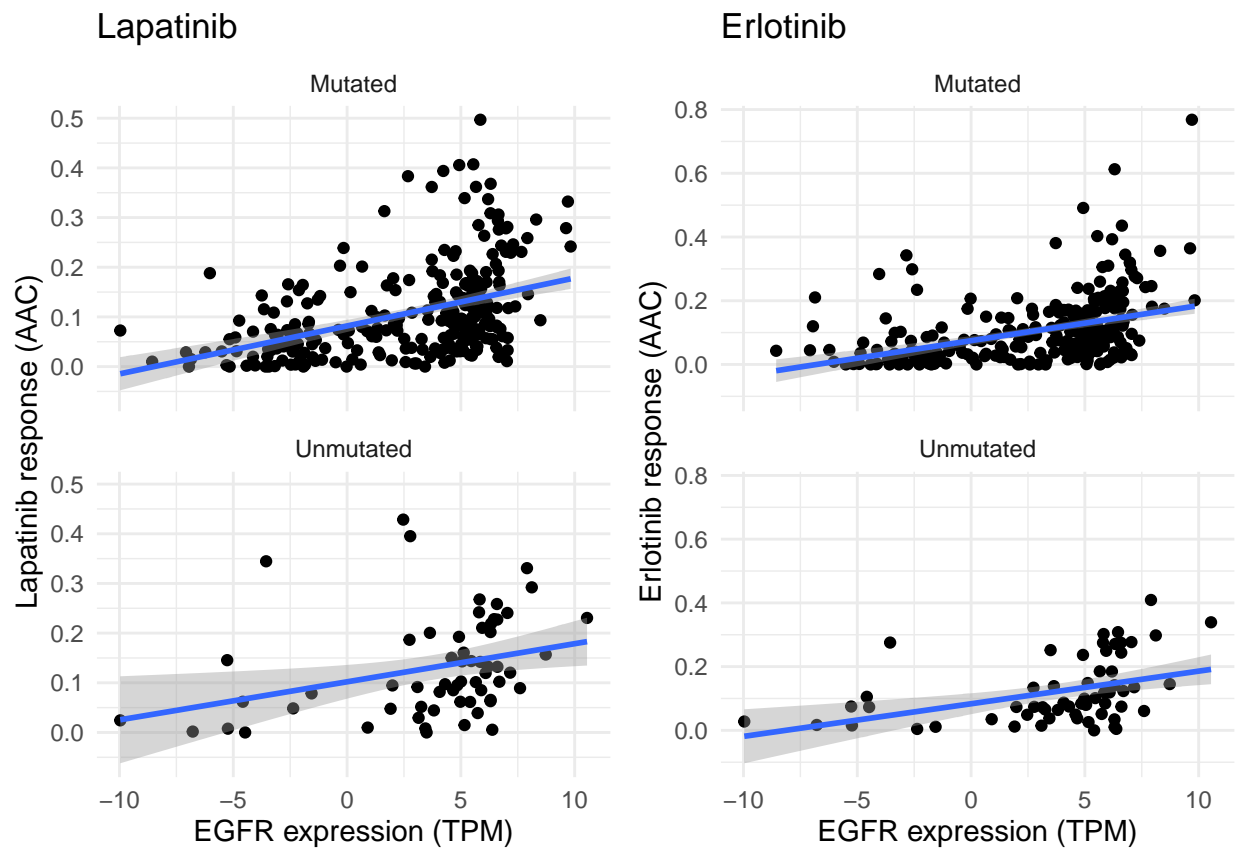 Lapatinib
Erlotinib
Mutated
Mutated
0.5
0.4
0.3
0.2
0.1
0.0
0.8
0.6
0.4
0.2
0.0
Unmutated
Unmutated
0.5
0.4
0.3
0.2
0.1
0.0
0.8
0.6
0.4
0.2
0.0
Lapatinib response (AAC)
Erlotinib response (AAC)
−10 −5 0 5 10
−10 −5 0 5 10
EGFR expression (TPM)
EGFR expression (TPM)